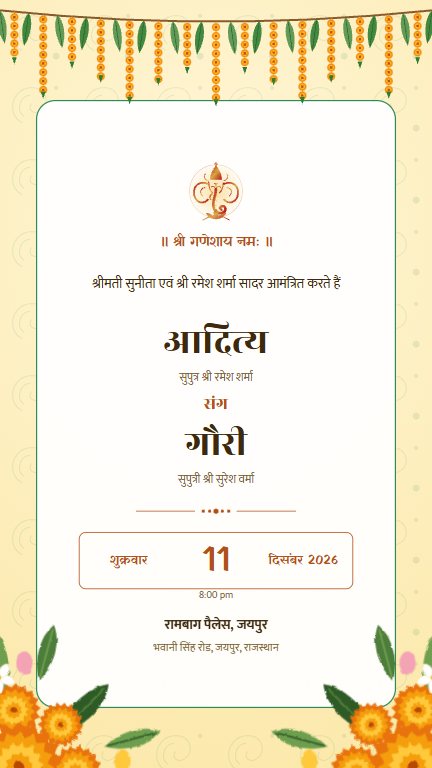 ॥ श्री गणेशाय नमः ॥
श्रीमती सुनीता एवं श्री रमेश शर्मा सादर आमंत्रित करते हैं
आदित्य
सुपुत्र श्री रमेश शर्मा
संग
गौरी
सुपुत्री श्री सुरेश वर्मा
शुक्रवार 11 दिसंबर 2026
8:00 pm
रामबाग पैलेस, जयपुर
भवानी सिंह रोड, जयपुर, राजस्थान